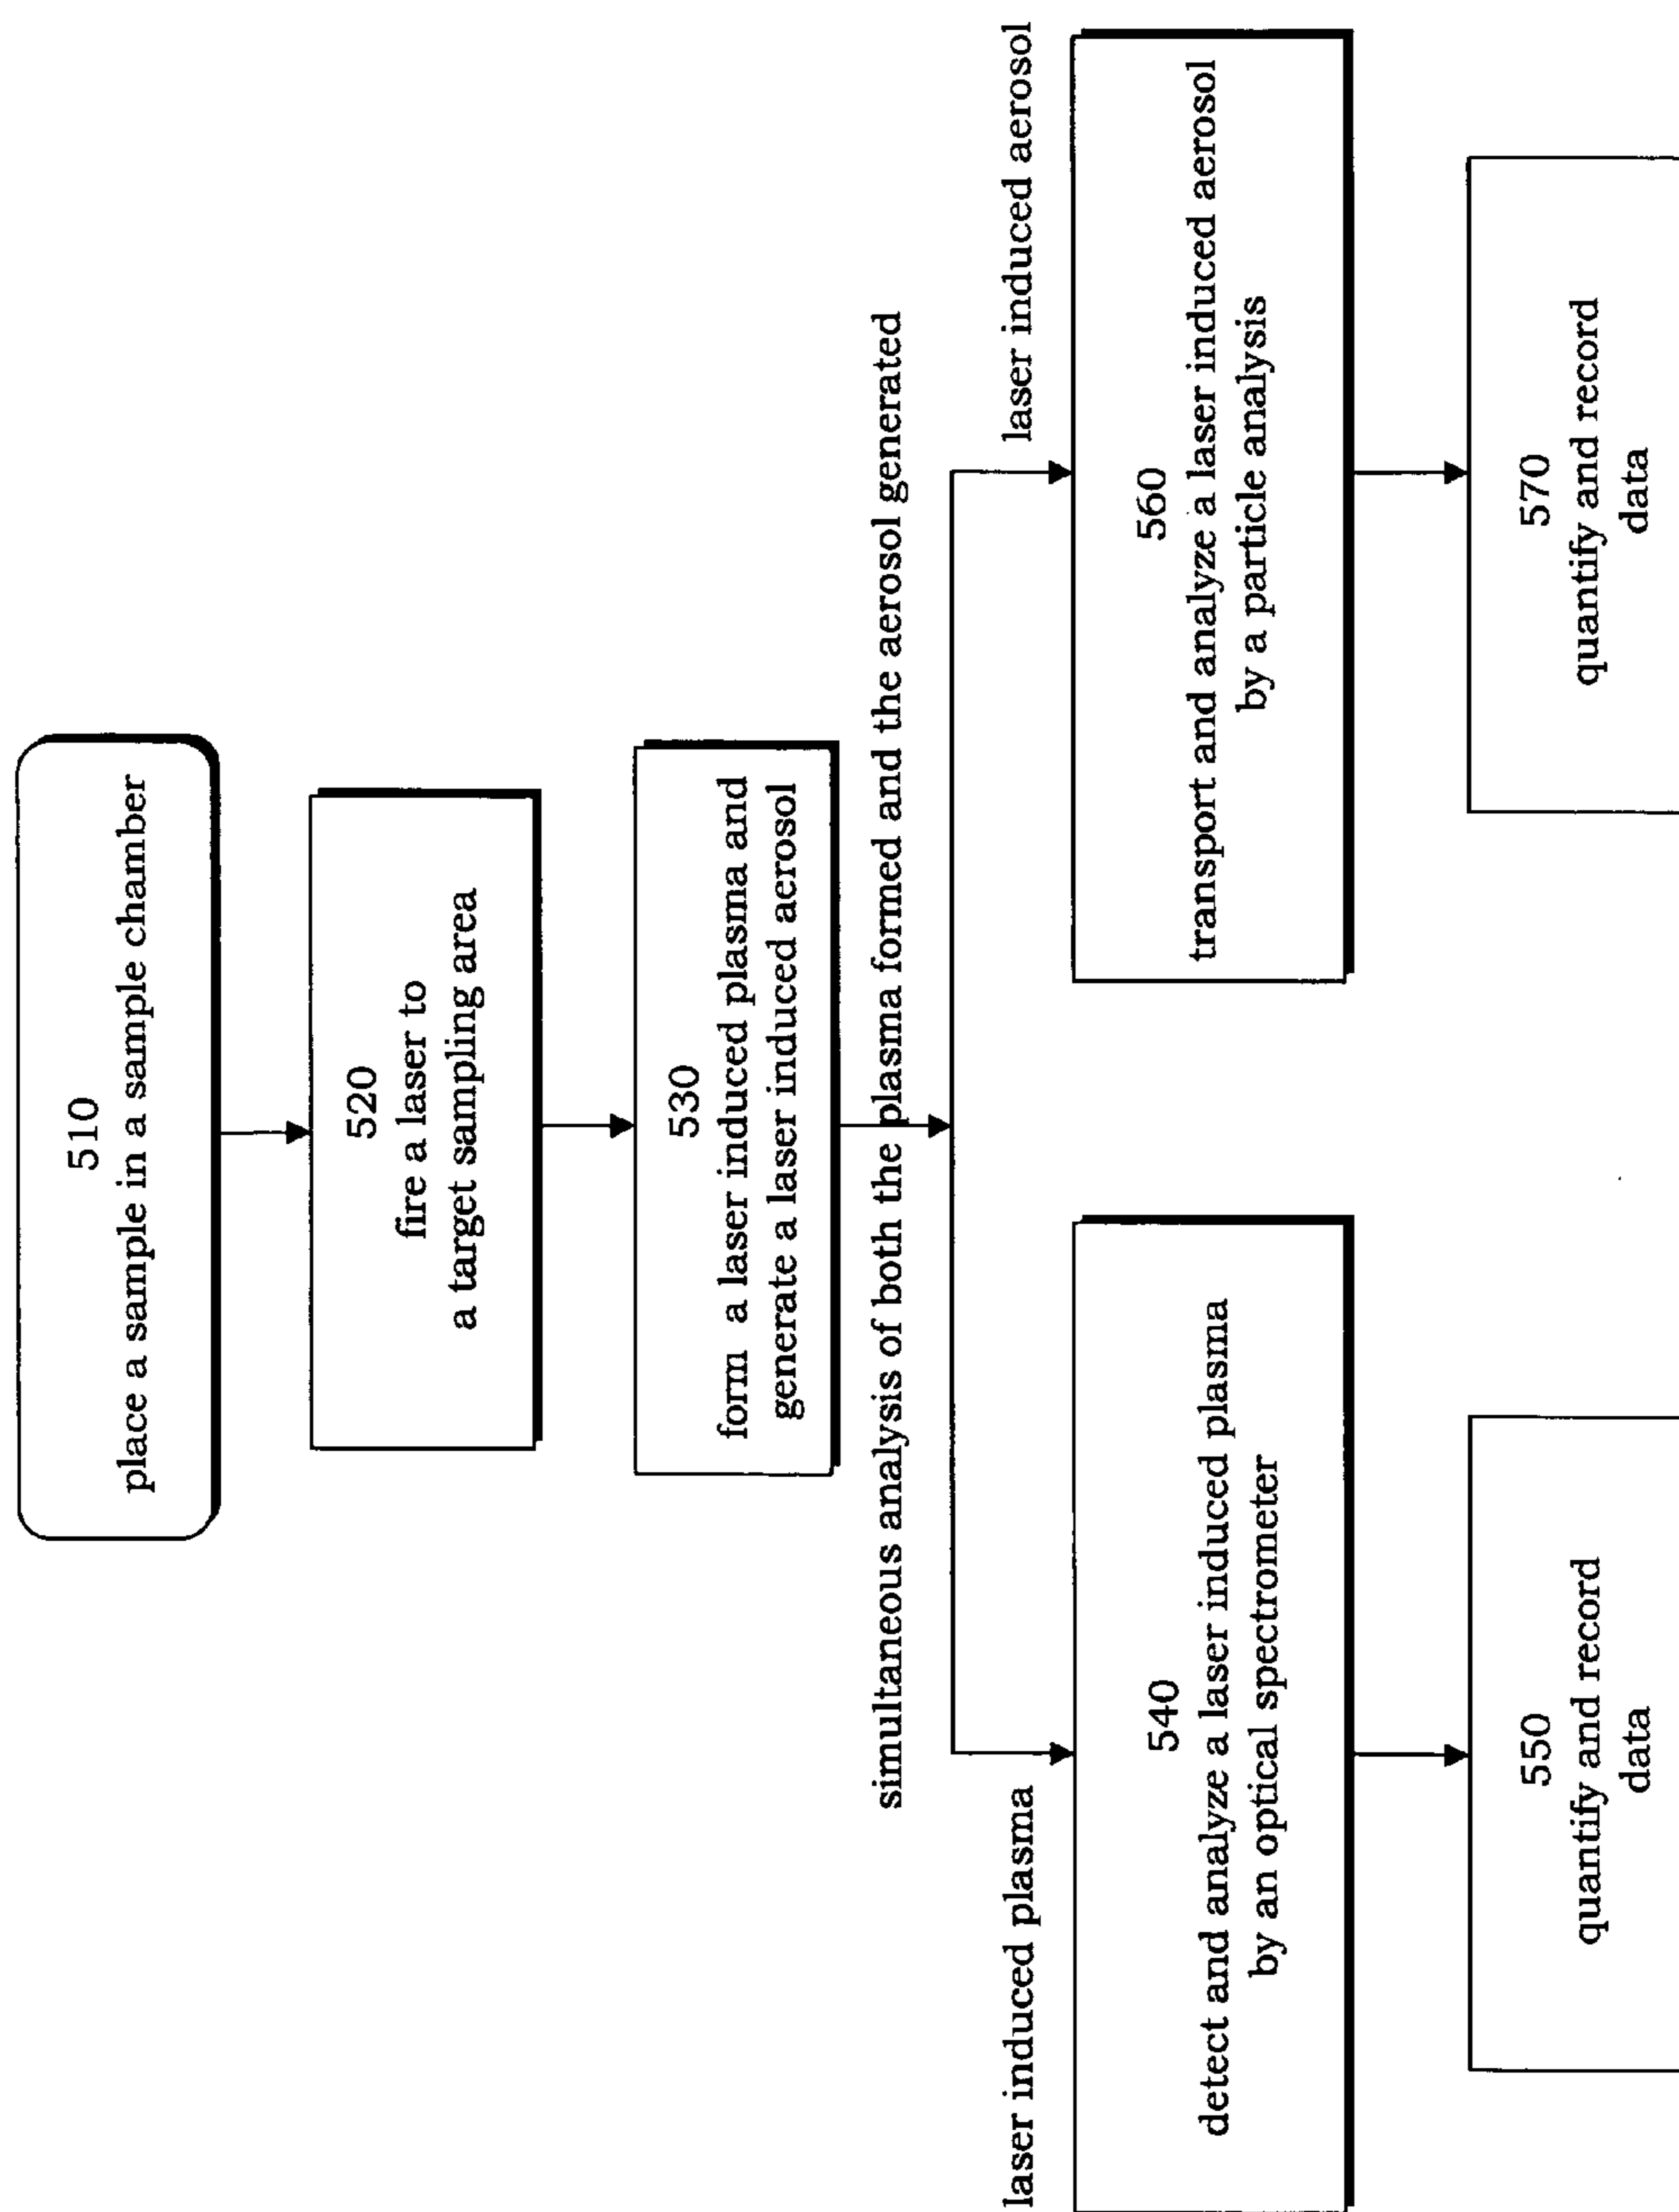 510
place a sample in a sample chamber
520
fire a laser to
a target sampling area
530
form a laser induced plasma and
generate a laser induced aerosol
simultaneous analysis of both the plasma formed and the aerosol generated
laser induced plasma
laser induced aerosol
540
detect and analyze a laser induced plasma
by an optical spectrometer
560
transport and analyze a laser induced aerosol
by a particle analysis
550
quantify and record
data
570
quantify and record
data